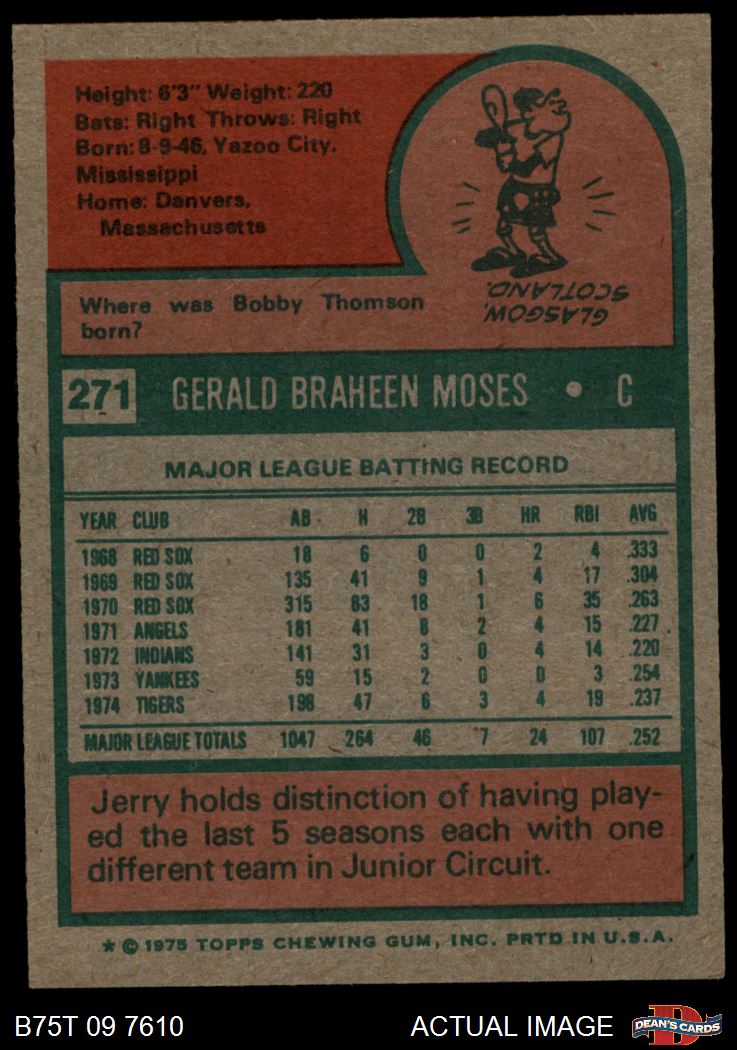 Height: 6'3" Weight: 220
Bats: Right Throws: Right
Born: 8-9-46, Yazoo City,
Mississippi
Home: Danvers,
Massachusetts
GLASGOW,
SCOTLAND.
Where was Bobby Thomson
born?
271 GERALD BRAHEEN MOSES • C
MAJOR LEAGUE BATTING RECORD
YEAR CLUB AB H 2B 3B HR RBI AVG
1968 RED SOX 18 6 0 0 2 4 .333
1969 RED SOX 135 41 9 1 4 17 .304
1970 RED SOX 315 83 18 1 6 35 .263
1971 ANGELS 181 41 8 2 4 15 .227
1972 INDIANS 141 31 3 0 4 14 .220
1973 YANKEES 59 15 2 0 0 3 .254
1974 TIGERS 198 47 6 3 4 19 .237
MAJOR LEAGUE TOTALS 1047 264 46 7 24 107 .252
Jerry holds distinction of having play-
ed the last 5 seasons each with one
different team in Junior Circuit.
* © 1975 TOPPS CHEWING GUM, INC. PRTD IN U.S.A.
B75T 09 7610 ACTUAL IMAGE D DEAN'S CARDS